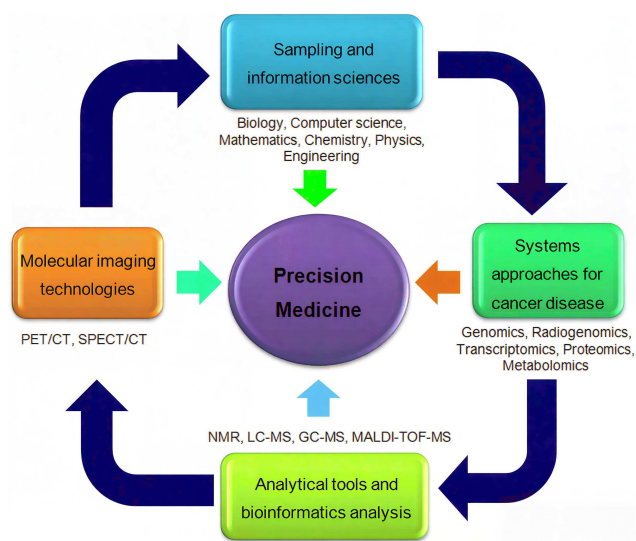 Sampling and
information sciences
Biology, Computer science,
Mathematics, Chemistry, Physics,
Engineering
Molecular imaging
technologies
PET/CT, SPECT/CT
Precision
Medicine
Systems
approaches for
cancer disease
Genomics, Radiogenomics,
Transcriptomics, Proteomics,
Metabolomics
NMR, LC-MS, GC-MS, MALDI-TOF-MS
Analytical tools and
bioinformatics analysis